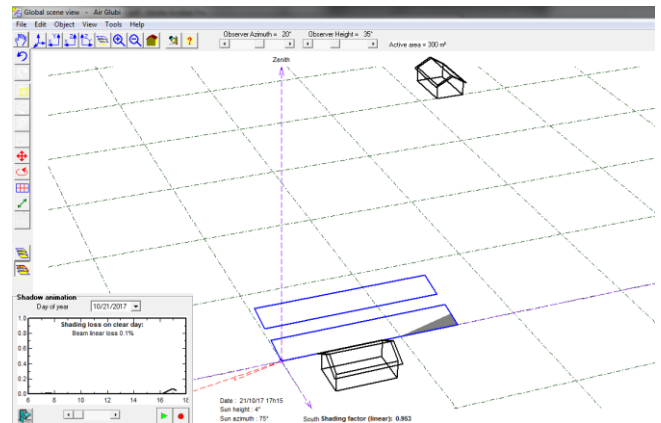 Global scene view - Air Glubi
File Edit Object View Tools Help
Observer Azimuth = 20° Observer Height = 35°
Active area = 300 m²
Zenith
Shadow animation
Day of year 10/21/2017
Shading loss on clear day:
Beam linear loss 0.1%
1.0
0.8
0.6
0.4
0.2
0.0
6 8 10 12 14 16 18
Date : 21/10/17 17h15
Sun height : 4°
Sun azimuth : 75°
South Shading factor (linear): 0.953